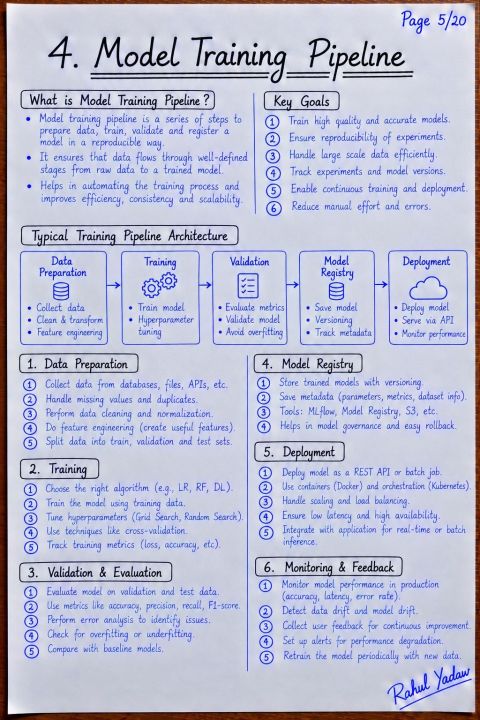 Page 5/20
4. Model Training Pipeline
What is Model Training Pipeline?
• Model training pipeline is a series of steps to
prepare data, train, validate and register a
model in a reproducible way.
• It ensures that data flows through well-defined
stages from raw data to a trained model.
• Helps in automating the training process and
improves efficiency, consistency and scalability.
Key Goals
1 Train high quality and accurate models.
2 Ensure reproducibility of experiments.
3 Handle large scale data efficiently.
4 Track experiments and model versions.
5 Enable continuous training and deployment.
6 Reduce manual effort and errors.
Typical Training Pipeline Architecture
Data
Preparation
• Collect data
• Clean & transform
• Feature engineering
Training
• Train model
• Hyperparameter
tuning
Validation
• Evaluate metrics
• Validate model
• Avoid overfitting
Model
Registry
• Save model
• Versioning
• Track metadata
Deployment
• Deploy model
• Serve via API
• Monitor performance
1. Data Preparation
1 Collect data from databases, files, APIs, etc.
2 Handle missing values and duplicates.
3 Perform data cleaning and normalization.
4 Do feature engineering (create useful features).
5 Split data into train, validation and test sets.
2. Training
1 Choose the right algorithm (e.g., LR, RF, DL).
2 Train the model using training data.
3 Tune hyperparameters (Grid Search, Random Search).
4 Use techniques like cross-validation.
5 Track training metrics (loss, accuracy, etc).
3. Validation & Evaluation
1 Evaluate model on validation and test data.
2 Use metrics like accuracy, precision, recall, F1-score.
3 Perform error analysis to identify issues.
4 Check for overfitting or underfitting.
5 Compare with baseline models.
4. Model Registry
1 Store trained models with versioning.
2 Save metadata (parameters, metrics, dataset info).
3 Tools: MLflow, Model Registry, S3, etc.
4 Helps in model governance and easy rollback.
5. Deployment
1 Deploy model as a REST API or batch job.
2 Use containers (Docker) and orchestration (Kubernetes).
3 Handle scaling and load balancing.
4 Ensure low latency and high availability.
5 Integrate with application for real-time or batch
inference.
6. Monitoring & Feedback
1 Monitor model performance in production
(accuracy, latency, error rate).
2 Detect data drift and model drift.
3 Collect user feedback for continuous improvement.
4 Set up alerts for performance degradation.
5 Retrain the model periodically with new data.
Rahul Yadaw